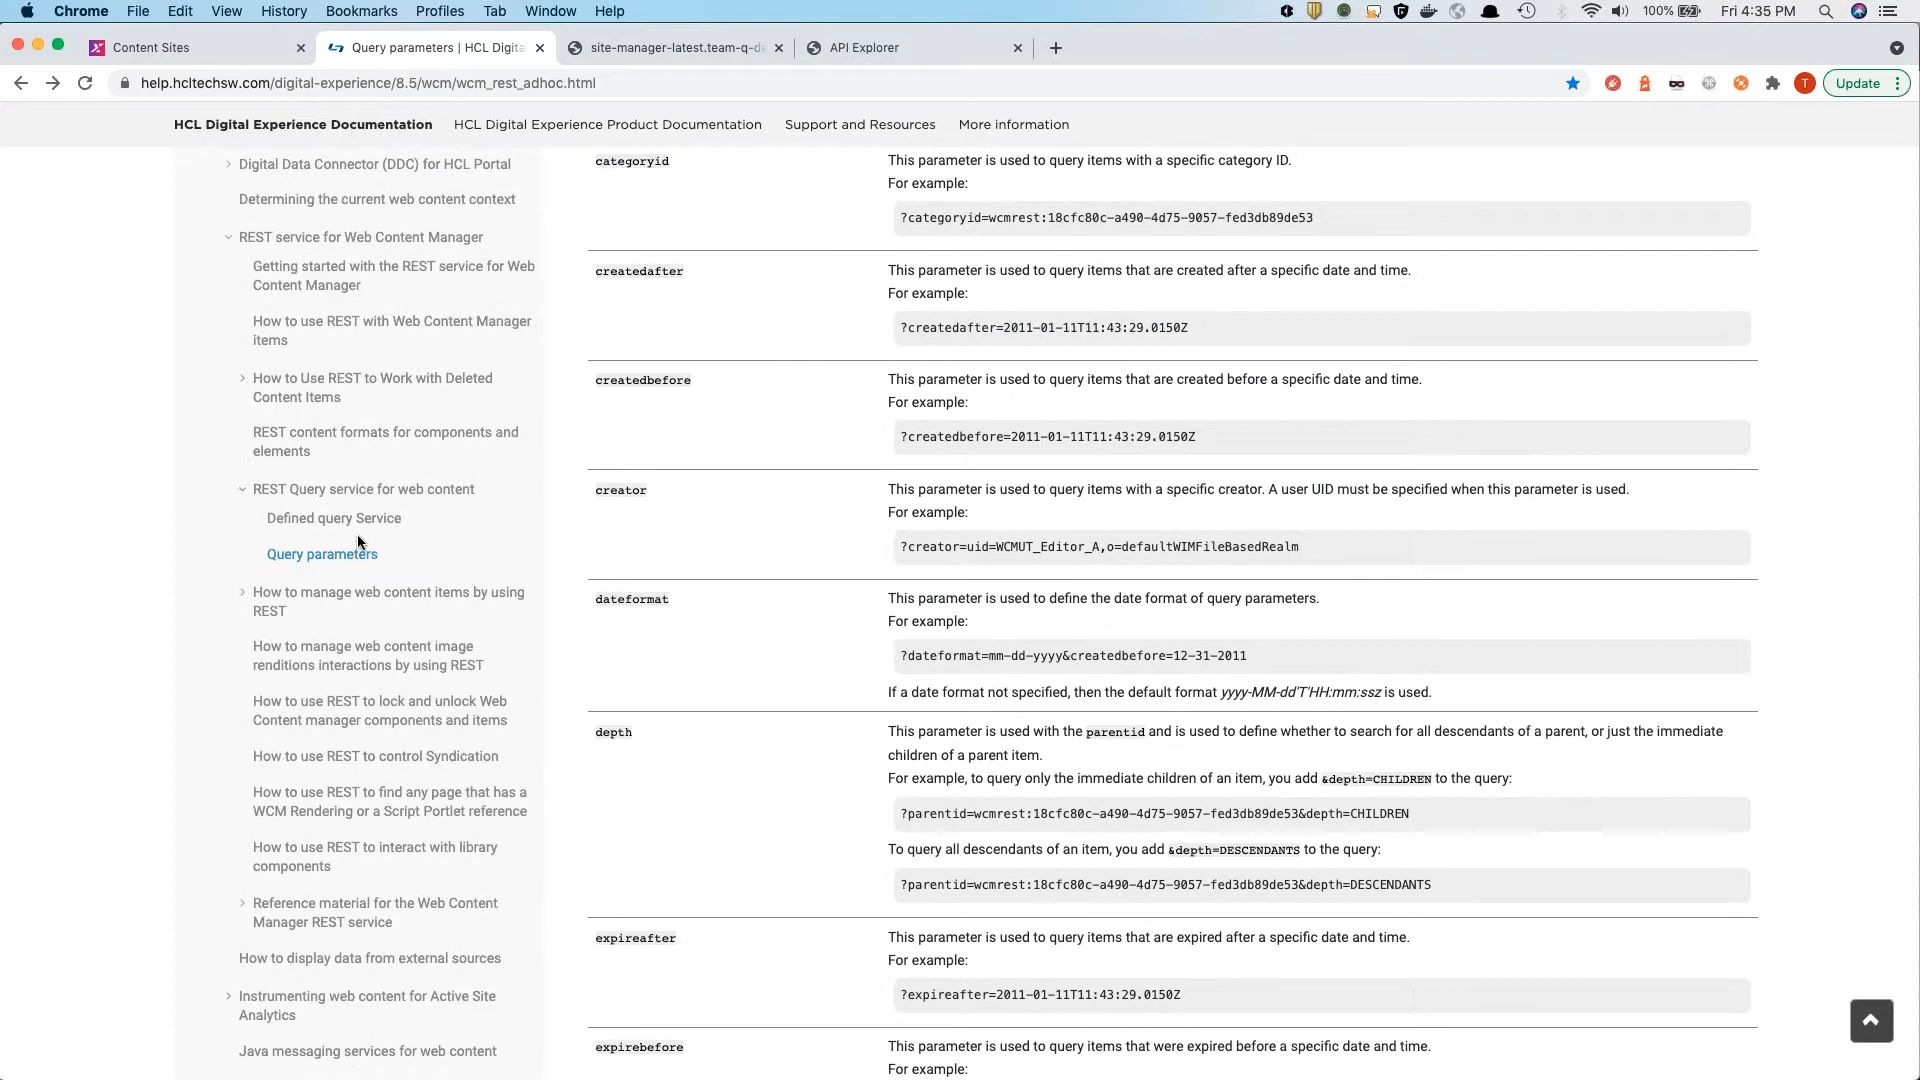 Chrome File Edit View History Bookmarks Profiles Tab Window Help 100% Fri 4:35 PM
Content Sites
Query parameters | HCL Digita
site-manager-latest.team-q-de
API Explorer
help.hcltechsw.com/digital-experience/8.5/wcm/wcm_rest_adhoc.html
T
Update
HCL Digital Experience Documentation HCL Digital Experience Product Documentation Support and Resources More information
Digital Data Connector (DDC) for HCL Portal
Determining the current web content context
REST service for Web Content Manager
Getting started with the REST service for Web
Content Manager
How to use REST with Web Content Manager
items
How to Use REST to Work with Deleted
Content Items
REST content formats for components and
elements
REST Query service for web content
Defined query Service
Query parameters
How to manage web content items by using
REST
How to manage web content image
renditions interactions by using REST
How to use REST to lock and unlock Web
Content manager components and items
How to use REST to control Syndication
How to use REST to find any page that has a
WCM Rendering or a Script Portlet reference
How to use REST to interact with library
components
Reference material for the Web Content
Manager REST service
How to display data from external sources
Instrumenting web content for Active Site
Analytics
Java messaging services for web content
categoryid
This parameter is used to query items with a specific category ID.
For example:
?categoryid=wcmrest:18cfc80c-a490-4d75-9057-fed3db89de53
createdafter
This parameter is used to query items that are created after a specific date and time.
For example:
?createdafter=2011-01-11T11:43:29.0150Z
createdbefore
This parameter is used to query items that are created before a specific date and time.
For example:
?createdbefore=2011-01-11T11:43:29.0150Z
creator
This parameter is used to query items with a specific creator. A user UID must be specified when this parameter is used.
For example:
?creator=uid=WCMUT_Editor_A,o=defaultWIMFileBasedRealm
dateformat
This parameter is used to define the date format of query parameters.
For example:
?dateformat=mm-dd-yyyy&createdbefore=12-31-2011
If a date format not specified, then the default format yyyy-MM-dd'T'HH:mm:ssz is used.
depth
This parameter is used with the parentid and is used to define whether to search for all descendants of a parent, or just the immediate
children of a parent item.
For example, to query only the immediate children of an item, you add &depth=CHILDREN to the query:
?parentid=wcmrest:18cfc80c-a490-4d75-9057-fed3db89de53&depth=CHILDREN
To query all descendants of an item, you add &depth=DESCENDANTS to the query:
?parentid=wcmrest:18cfc80c-a490-4d75-9057-fed3db89de53&depth=DESCENDANTS
expireafter
This parameter is used to query items that are expired after a specific date and time.
For example:
?expireafter=2011-01-11T11:43:29.0150Z
expirebefore
This parameter is used to query items that were expired before a specific date and time.
For example: